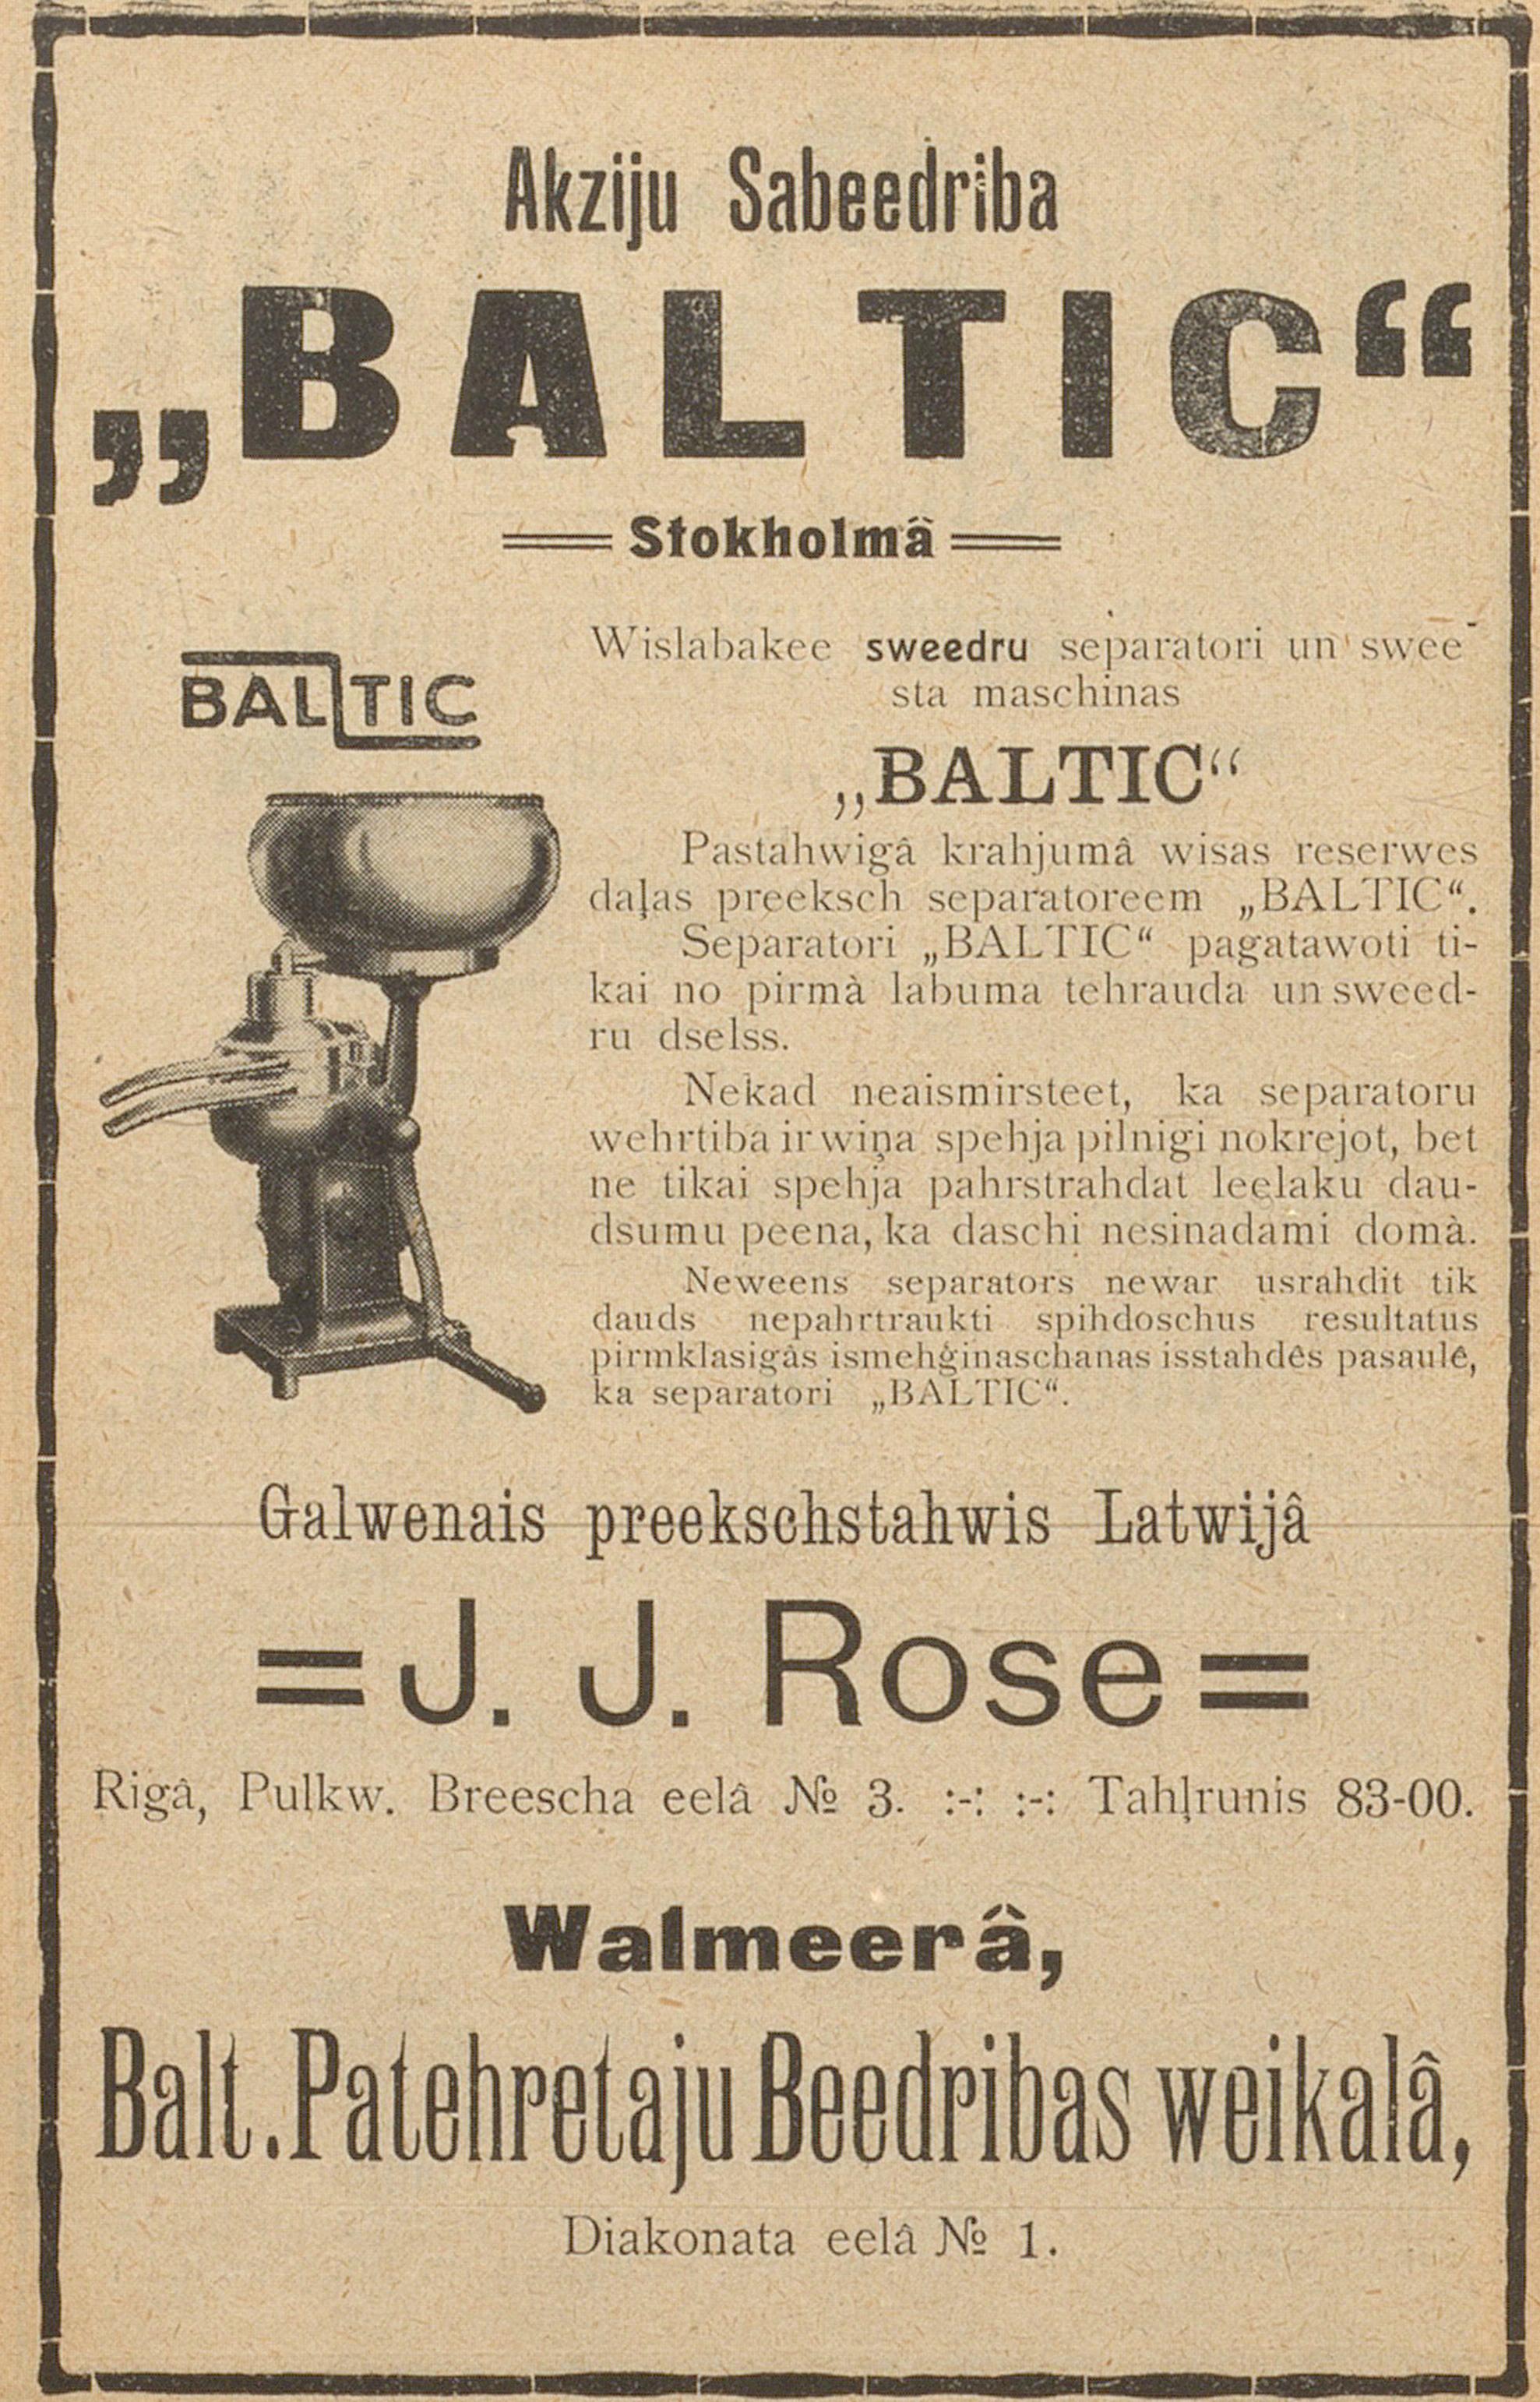 Akziju Sabeedriba
„BALTIC“
Stokholmâ
BALTIC
Wislabakee sweedru separatori un swee-
sta maschinas
„BALTIC“
Pastahwigâ krahjumâ wisas reserwes
daļas preeksch separatoreem „BALTIC“.
Separatori „BALTIC“ pagatawoti ti-
kai no pirmà labuma tehrauda un sweed-
ru dselss.
Nekad neaismirsteet, ka separatoru
wehrtiba ir wiņa spehja pilnigi nokrejot, bet
ne tikai spehja pahrstrahdat leelaku dau-
dsumu peena, ka daschi nesinadami domà.
Neweens separators newar usrahdit tik
dauds nepahrtraukti spihdoschus resultatus
pirmklasigâs ismehģinaschanas isstahdês pasaulê,
ka separatori „BALTIC“.
Galwenais preekschstahwis Latwijâ
= J. J. Rose =
Rigâ, Pulkw. Breescha eelâ № 3. :-: :-: Tahļrunis 83-00.
Walmeerâ,
Balt. Patehretaju Beedribas weikalâ,
Diakonata eelâ № 1.